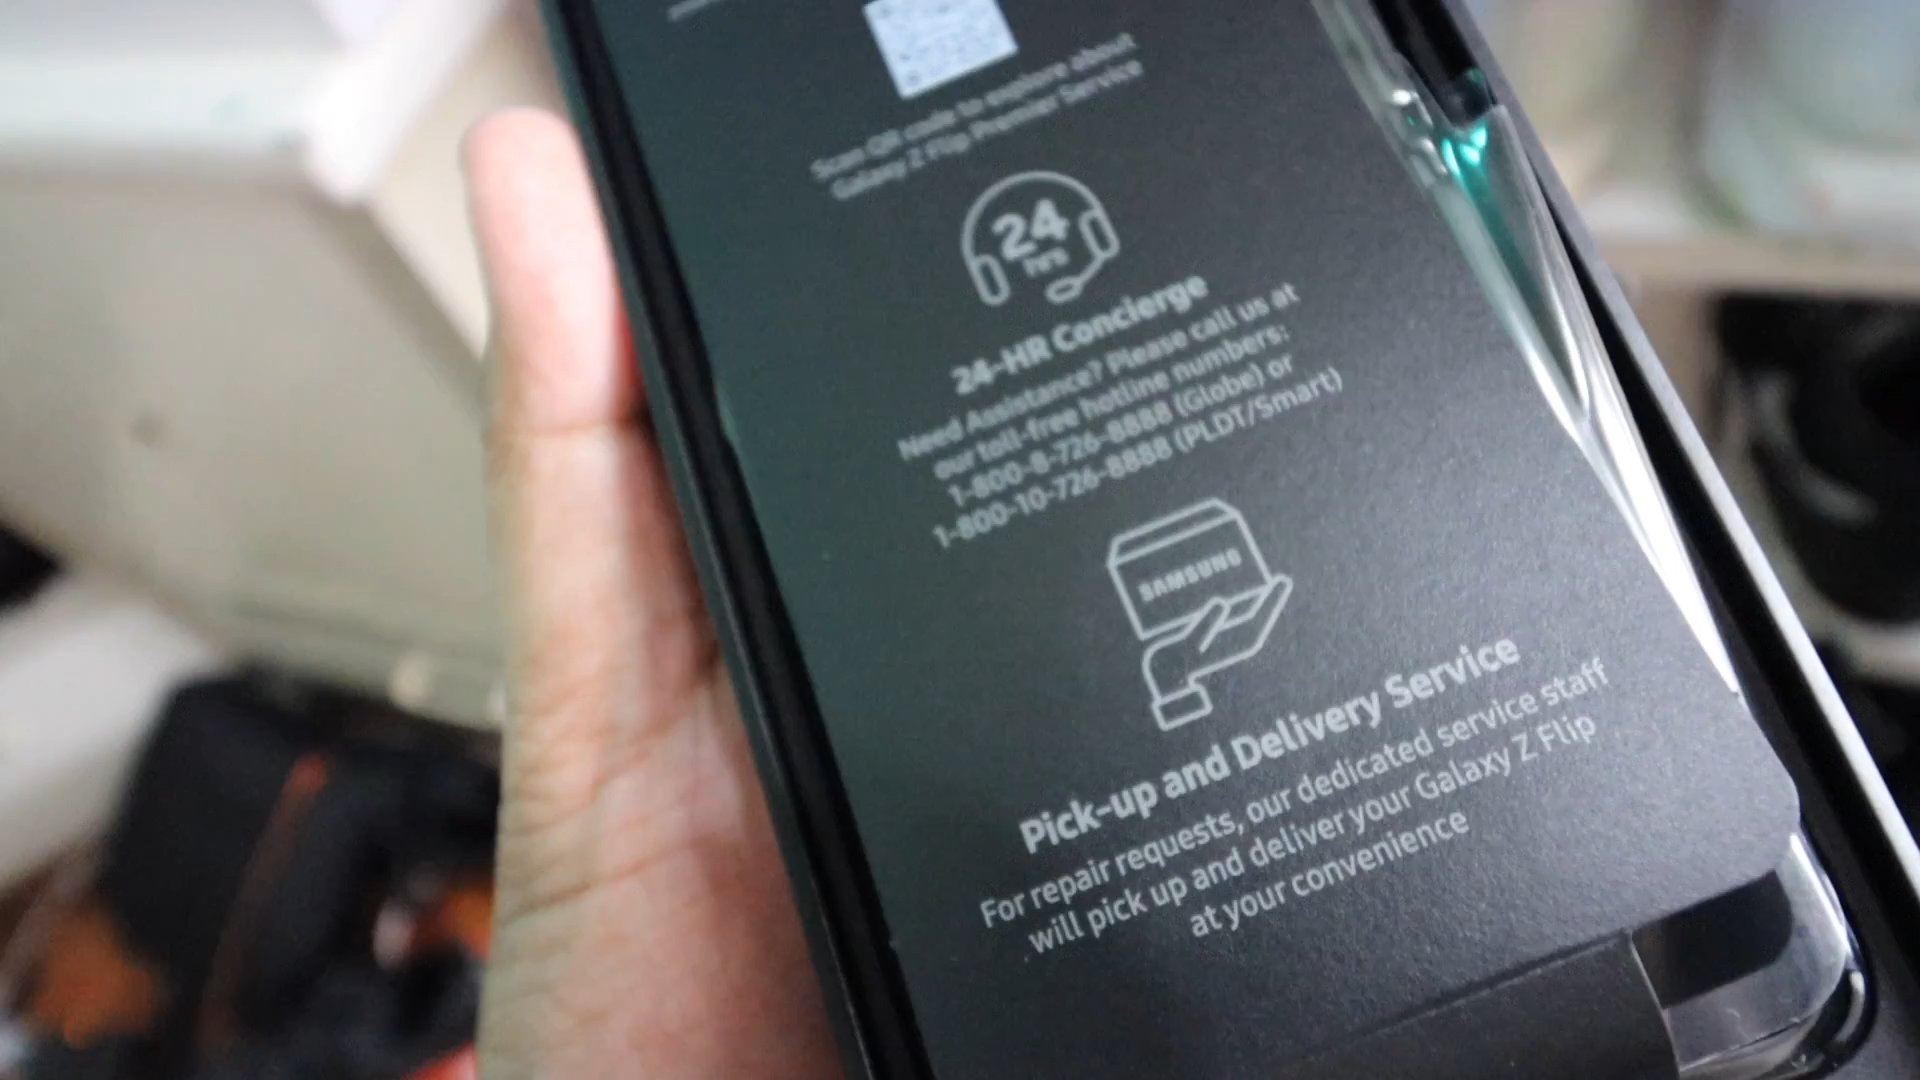 Scan QR code to explore about
Galaxy Z Flip Premier Service
24
hrs
24-HR Concierge
Need Assistance? Please call us at
our toll-free hotline numbers:
1-800-8-726-8888 (Globe) or
1-800-10-726-8888 (PLDT/Smart)
SAMSUNG
Pick-up and Delivery Service
For repair requests, our dedicated service staff
will pick up and deliver your Galaxy Z Flip
at your convenience